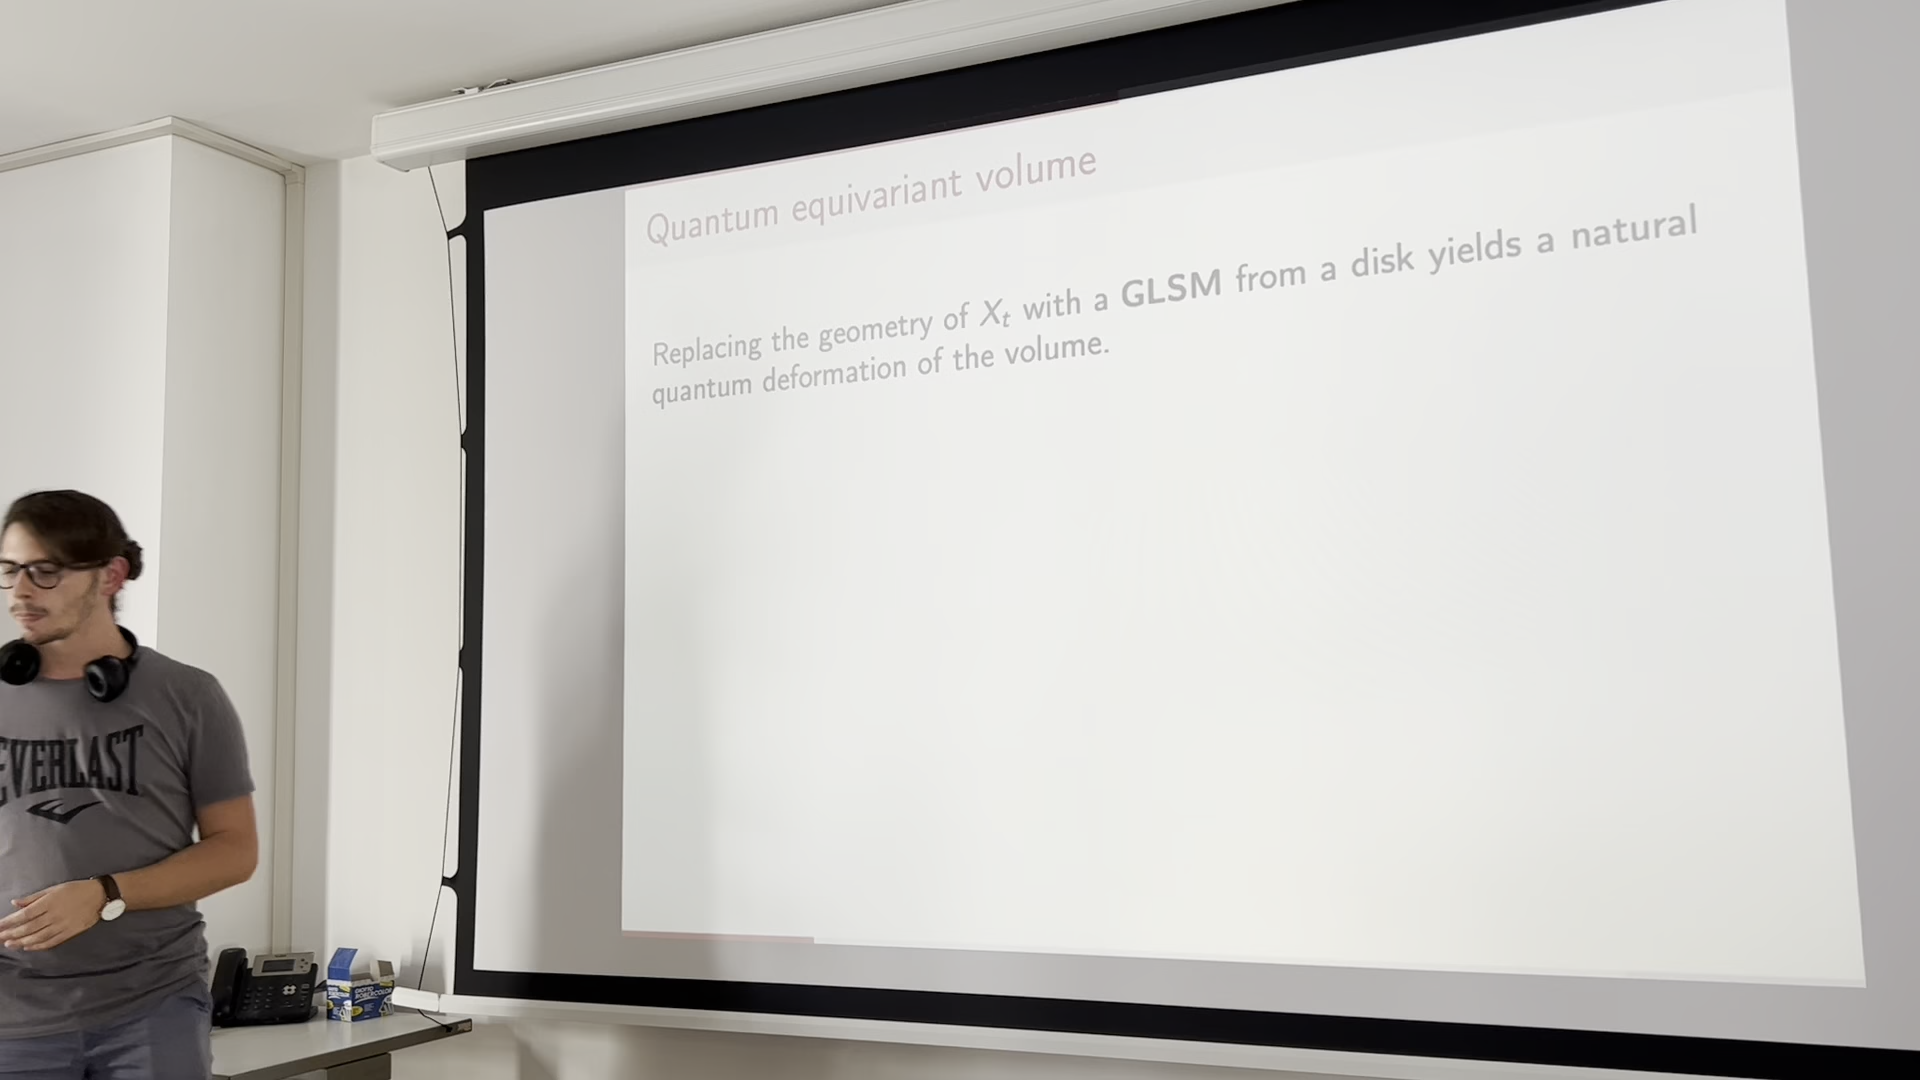 Quantum equivariant volume
Replacing the geometry of Xₜ with a GLSM from a disk yields a natural
quantum deformation of the volume.
EVERLAST